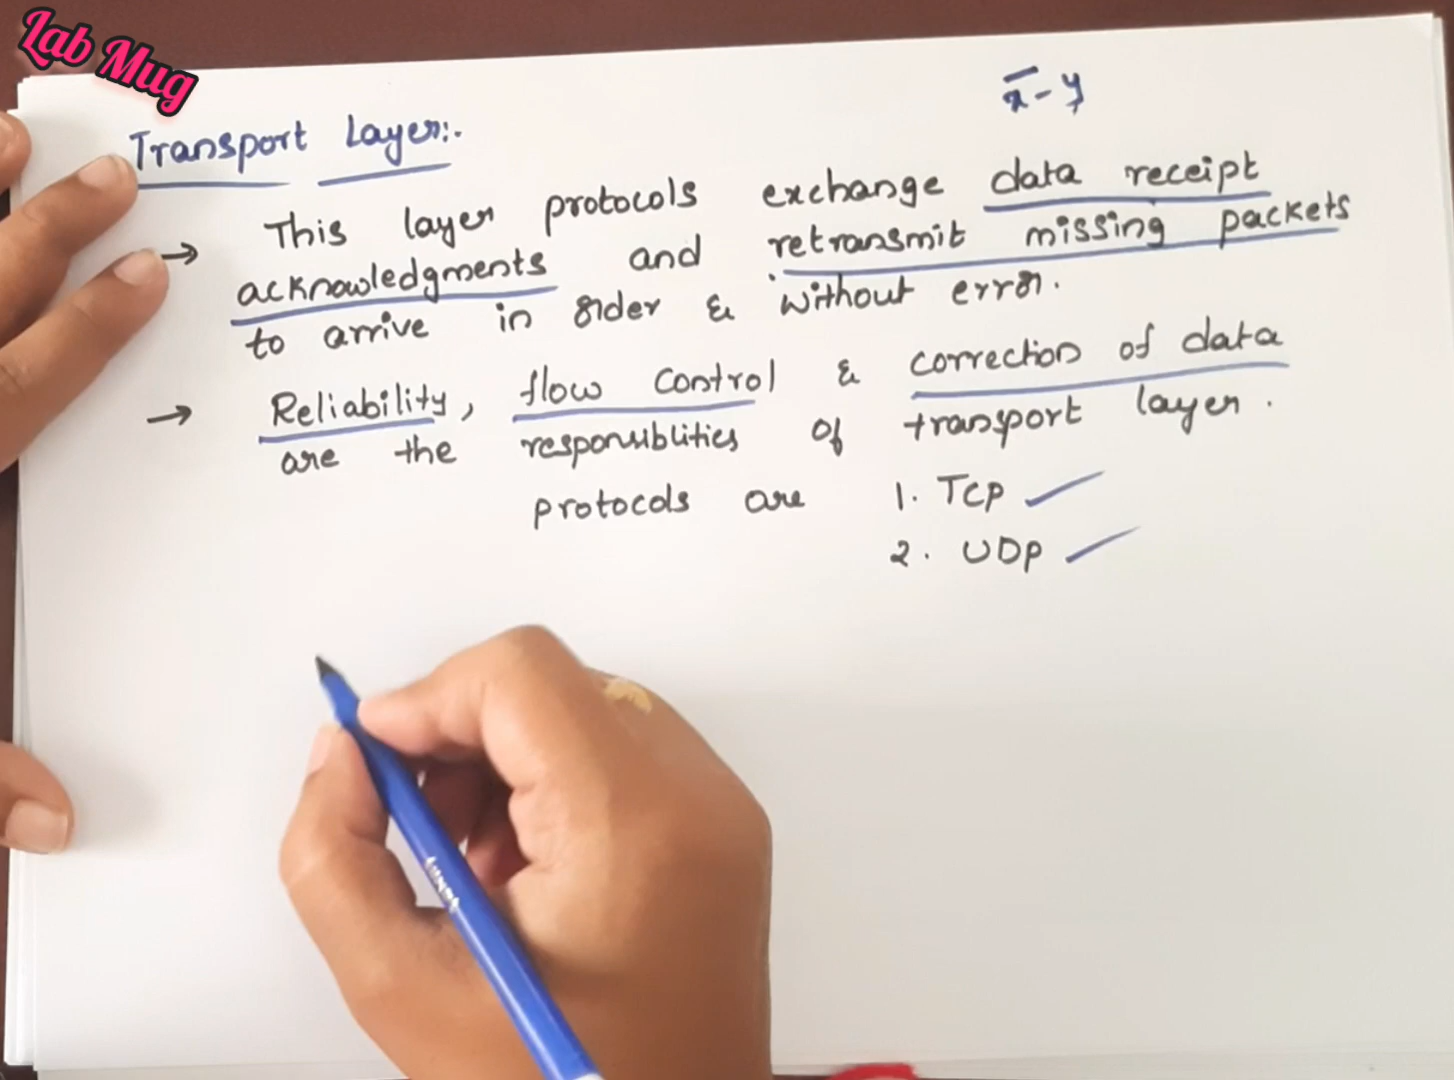 Lab Mug
x̄ - y
Transport Layer:-
→ This layer protocols exchange data receipt
acknowledgments and retransmit missing packets
to arrive in order & without error.
→ Reliability, flow control & correction of data
are the responsiblities of transport layer.
protocols are 1. TCP
2. UDP